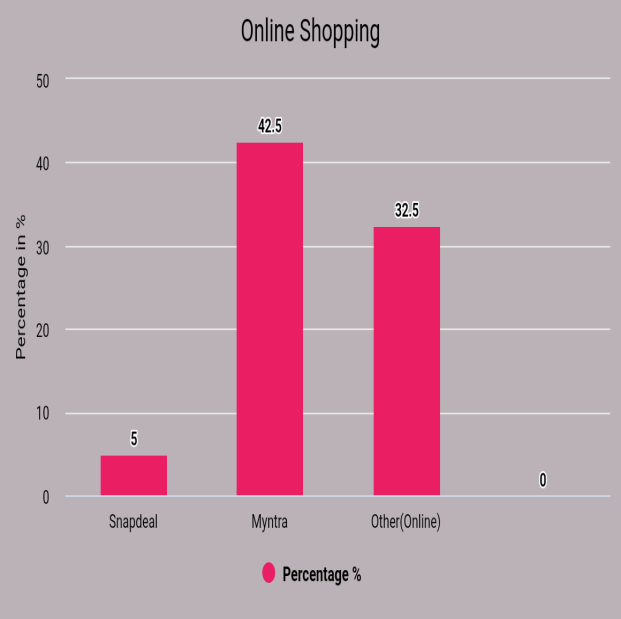 Online Shopping
Percentage in %
50
40
30
20
10
0
5
42.5
32.5
0
Snapdeal
Myntra
Other(Online)
Percentage %